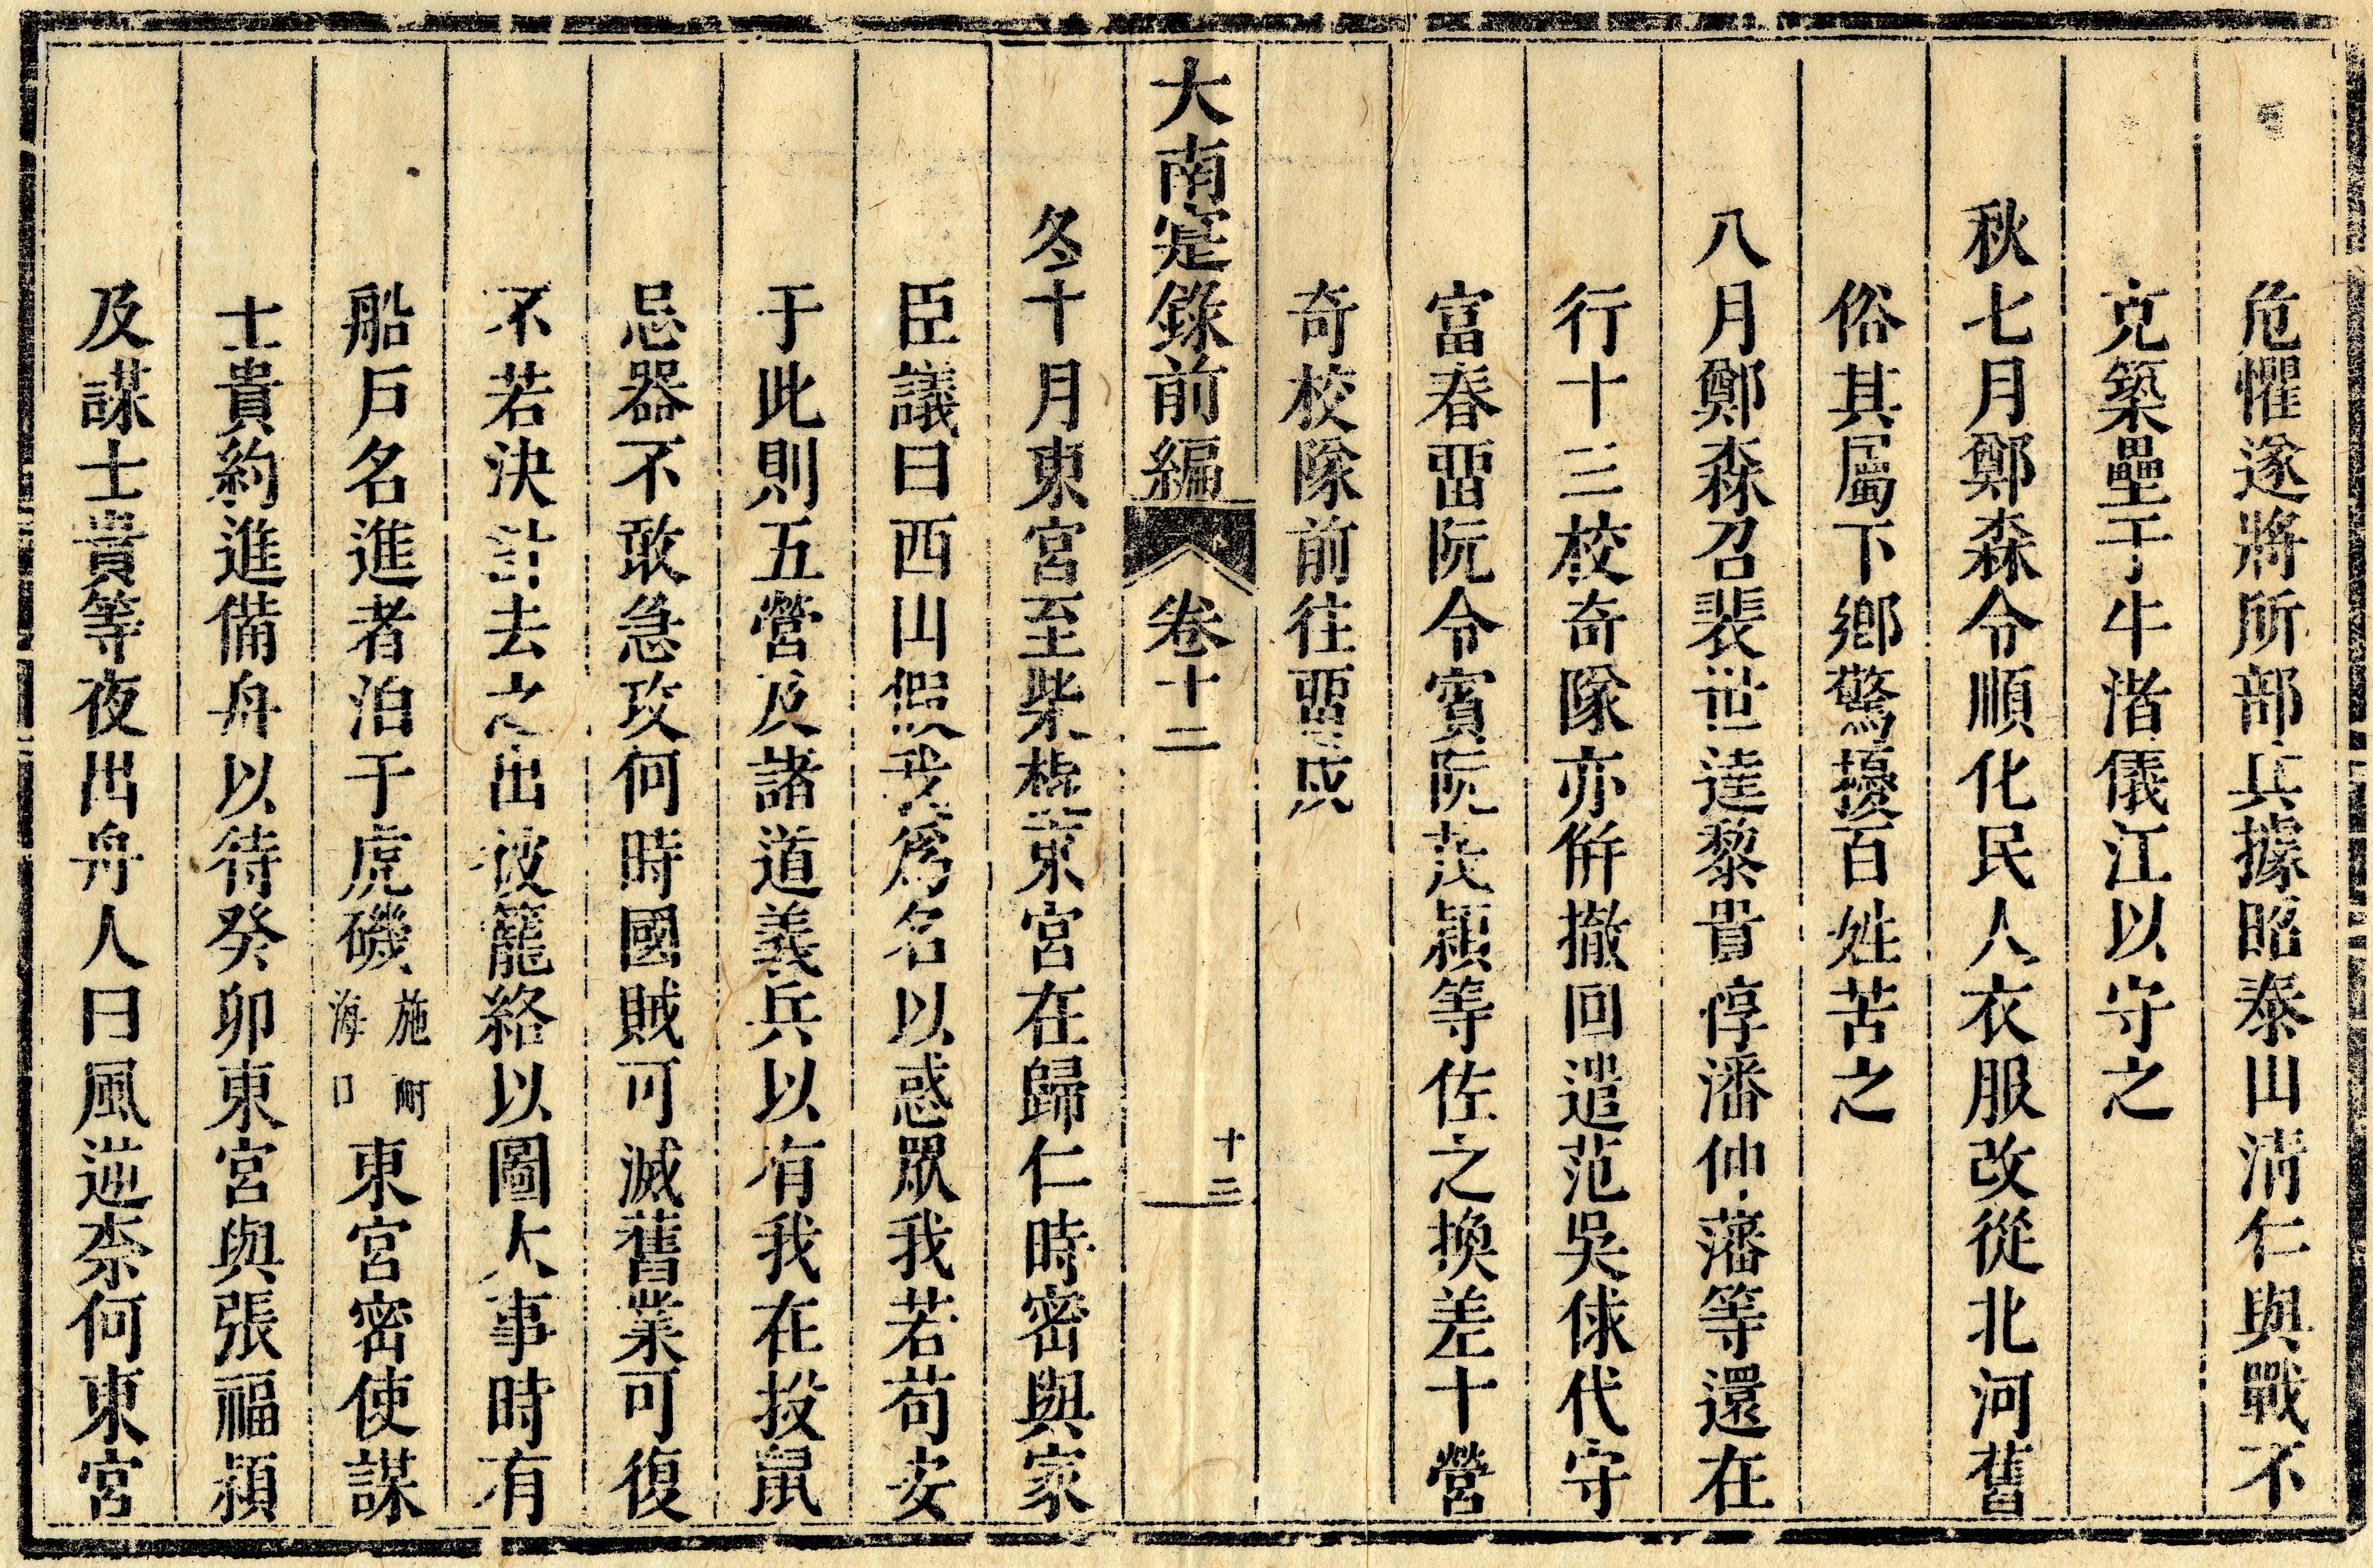 危懼遂將所部兵據昭泰山淸仁與戰不
克築壘于牛渚儀江以守之
秋七月鄭森令順化民人衣服改從北河舊
俗其屬下鄉驚擾百姓苦之
八月鄭森召裴世達黎貴惇潘仲藩等還在
行十三校奇隊亦併撤回遣范吳俅代守
富春畱阮令賓阮茂穎等佐之換差十營
奇校隊前往畱戍
大南寔錄前編 卷十二 十三
冬十月東宮至柴棍東宮在歸仁時密與家
臣議曰西山假我爲名以惑眾我若苟安
于此則五營及諸道義兵以有我在投鼠
忌器不敢急攻何時國賊可滅舊業可復
不若決計去之出彼籠絡以圖大事時有
船戶名進者泊于虎磯施耐海口東宮密使謀
士貴約進備舟以待癸卯東宮與張福潁
及謀士貴等夜出舟人曰風逆柰何東宮